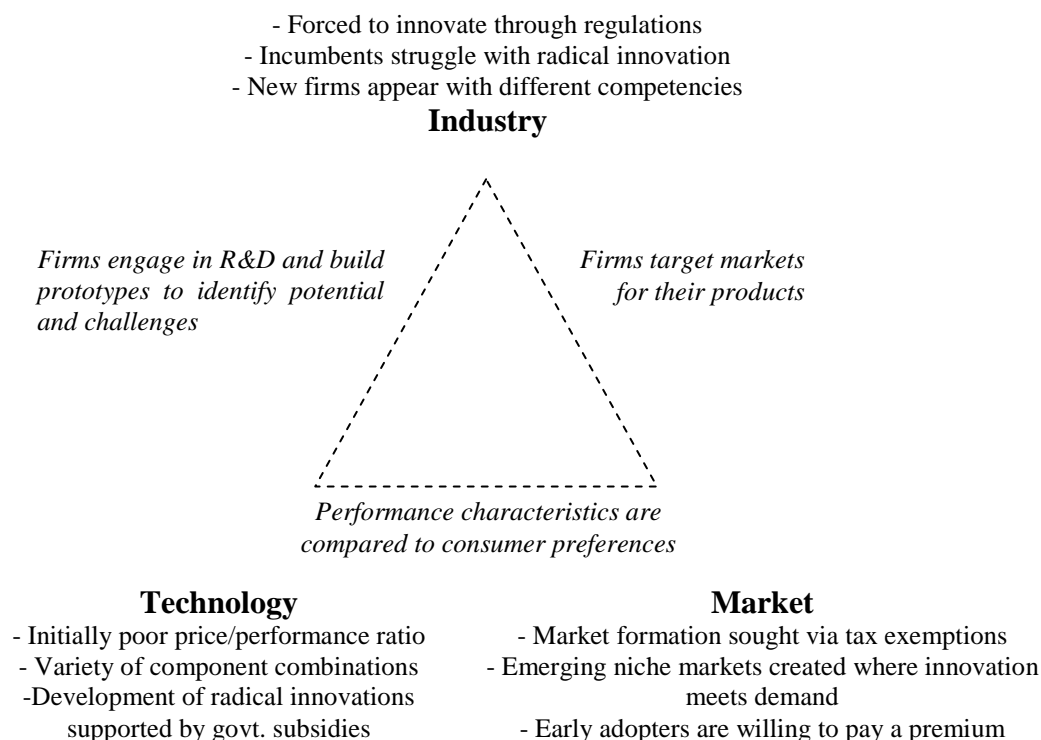 - Forced to innovate through regulations
- Incumbents struggle with radical innovation
- New firms appear with different competencies
Industry
Firms engage in R&D and build
prototypes to identify potential
and challenges
Firms target markets
for their products
Performance characteristics are
compared to consumer preferences
Technology
- Initially poor price/performance ratio
- Variety of component combinations
-Development of radical innovations
supported by govt. subsidies
Market
- Market formation sought via tax exemptions
- Emerging niche markets created where innovation
meets demand
- Early adopters are willing to pay a premium